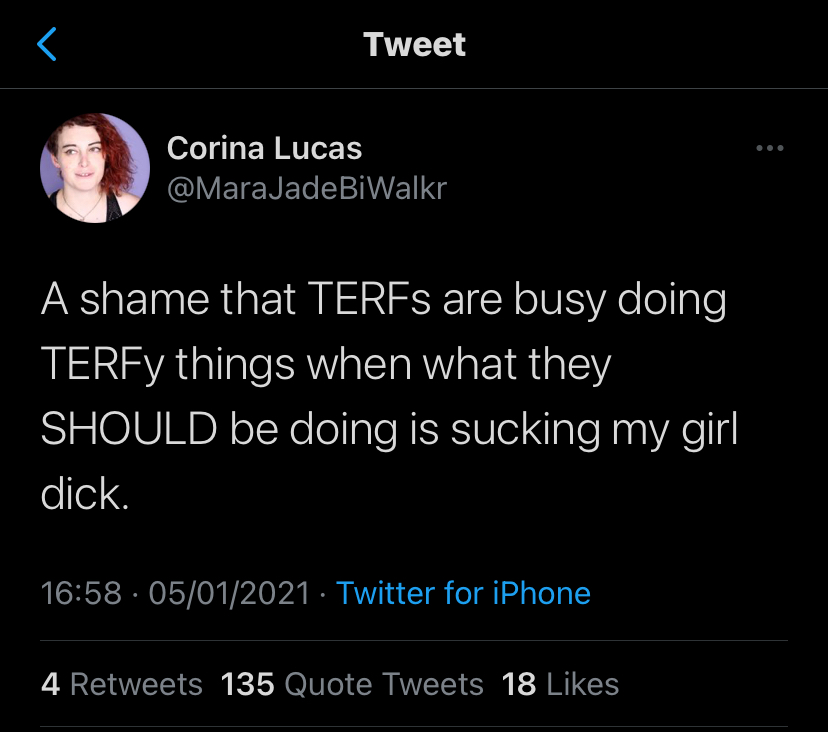 Tweet
Corina Lucas
@MaraJadeBiWalkr
A shame that TERFs are busy doing
TERFy things when what they
SHOULD be doing is sucking my girl
dick.
16:58 · 05/01/2021 · Twitter for iPhone
4 Retweets 135 Quote Tweets 18 Likes